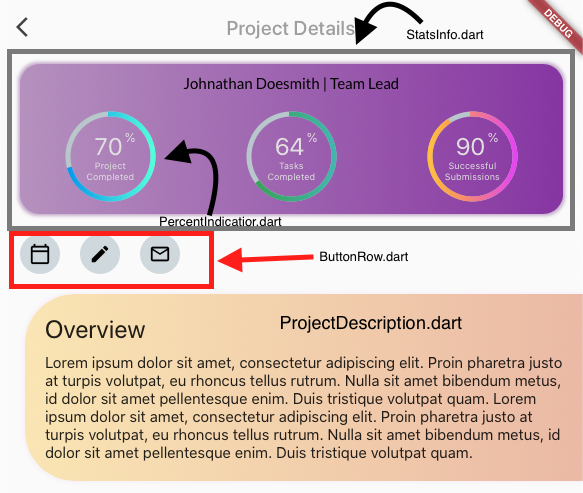 Project Details
DEBUG
StatsInfo.dart
Johnathan Doesmith | Team Lead
70%
Project
Completed
64%
Tasks
Completed
90%
Successful
Submissions
PercentIndicatior.dart
ButtonRow.dart
Overview
ProjectDescription.dart
Lorem ipsum dolor sit amet, consectetur adipiscing elit. Proin pharetra justo
at turpis volutpat, eu rhoncus tellus rutrum. Nulla sit amet bibendum metus,
id dolor sit amet pellentesque enim. Duis tristique volutpat quam. Lorem
ipsum dolor sit amet, consectetur adipiscing elit. Proin pharetra justo at
turpis volutpat, eu rhoncus tellus rutrum. Nulla sit amet bibendum metus, id
dolor sit amet pellentesque enim. Duis tristique volutpat quam.